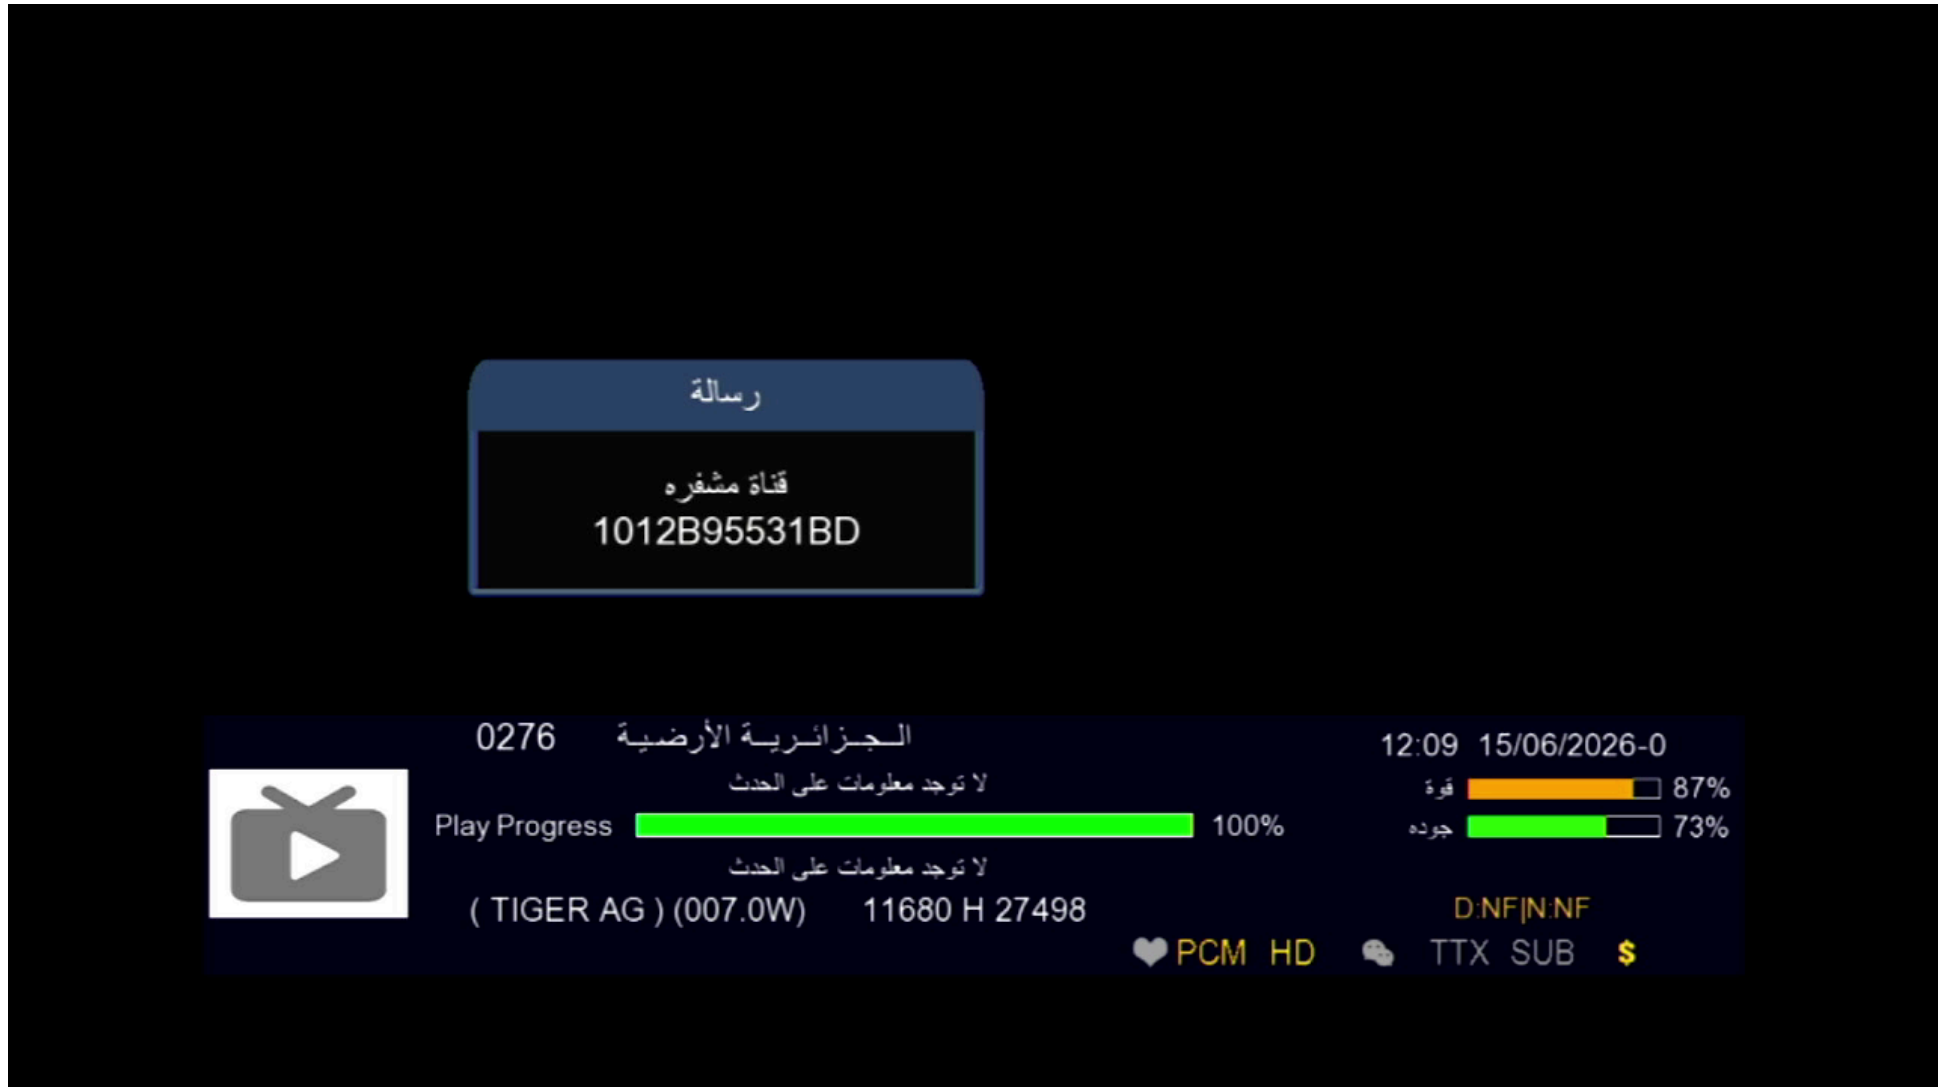 رسالة
قناة مشفره
1012B95531BD
0276 الـجـزائـريـة الأرضـيـة
12:09 15/06/2026-0
لا توجد معلومات على الحدث
قوة 87%
Play Progress 100%
جوده 73%
لا توجد معلومات على الحدث
( TIGER AG ) (007.0W) 11680 H 27498
D:NF|N:NF
PCM HD TTX SUB $